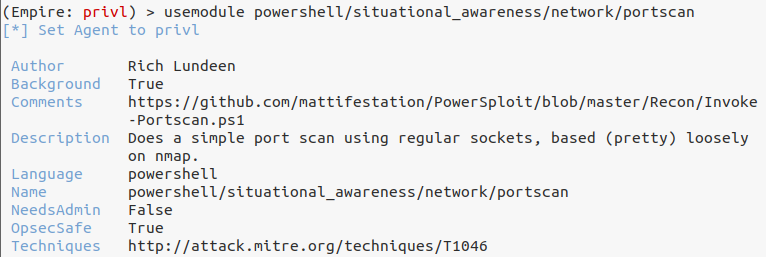 (Empire: privl) > usemodule powershell/situational_awareness/network/portscan
[*] Set Agent to privl
Author Rich Lundeen
Background True
Comments https://github.com/mattifestation/PowerSploit/blob/master/Recon/Invoke
-Portscan.ps1
Description Does a simple port scan using regular sockets, based (pretty) loosely
on nmap.
Language powershell
Name powershell/situational_awareness/network/portscan
NeedsAdmin False
OpsecSafe True
Techniques http://attack.mitre.org/techniques/T1046